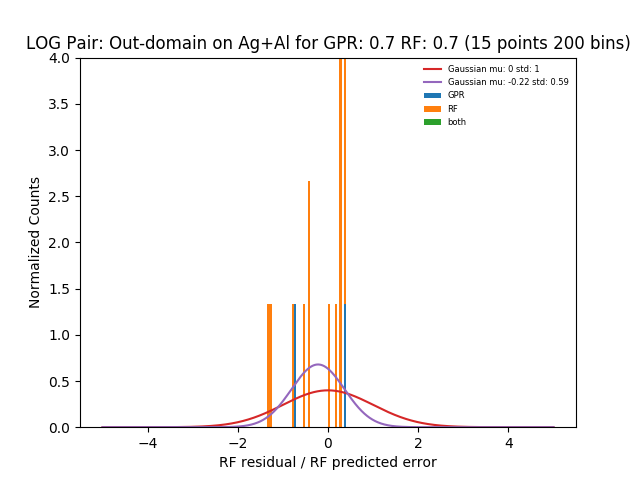 LOG Pair: Out-domain on Ag+Al for GPR: 0.7 RF: 0.7 (15 points 200 bins)
Gaussian mu: 0 std: 1
Gaussian mu: -0.22 std: 0.59
GPR
RF
both
Normalized Counts
4.0
3.5
3.0
2.5
2.0
1.5
1.0
0.5
0.0
−4 −2 0 2 4
RF residual / RF predicted error